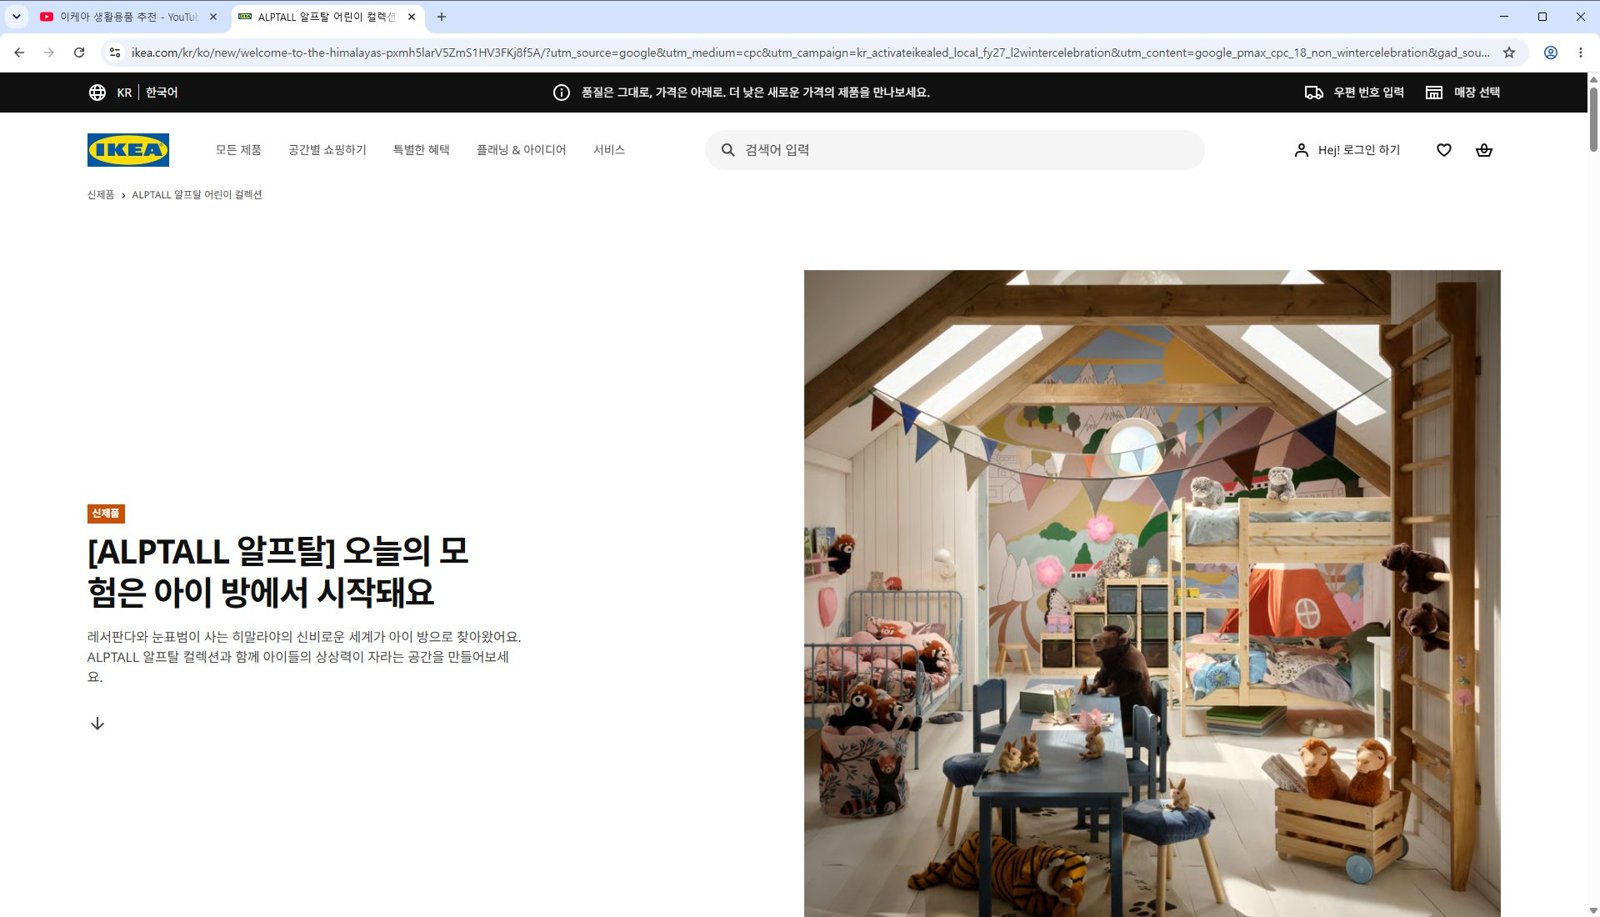 이케아 생활용품 추천 - YouTu
ALPTALL 알프탈 어린이 컬렉션
ikea.com/kr/ko/new/welcome-to-the-himalayas-pxmh5larV5ZmS1HV3FKj8f5A/?utm_source=google&utm_medium=cpc&utm_campaign=kr_activateikealed_local_fy27_l2wintercelebration&utm_content=google_pmax_cpc_18_non_wintercelebration&gad_sou...
KR 한국어
품질은 그대로, 가격은 아래로. 더 낮은 새로운 가격의 제품을 만나보세요.
우편 번호 입력
매장 선택
IKEA
모든 제품
공간별 쇼핑하기
특별한 혜택
플래닝 & 아이디어
서비스
검색어 입력
Hej! 로그인 하기
신제품 › ALPTALL 알프탈 어린이 컬렉션
신제품
[ALPTALL 알프탈] 오늘의 모
험은 아이 방에서 시작돼요
레서판다와 눈표범이 사는 히말라야의 신비로운 세계가 아이 방으로 찾아왔어요.
ALPTALL 알프탈 컬렉션과 함께 아이들의 상상력이 자라는 공간을 만들어보세
요.